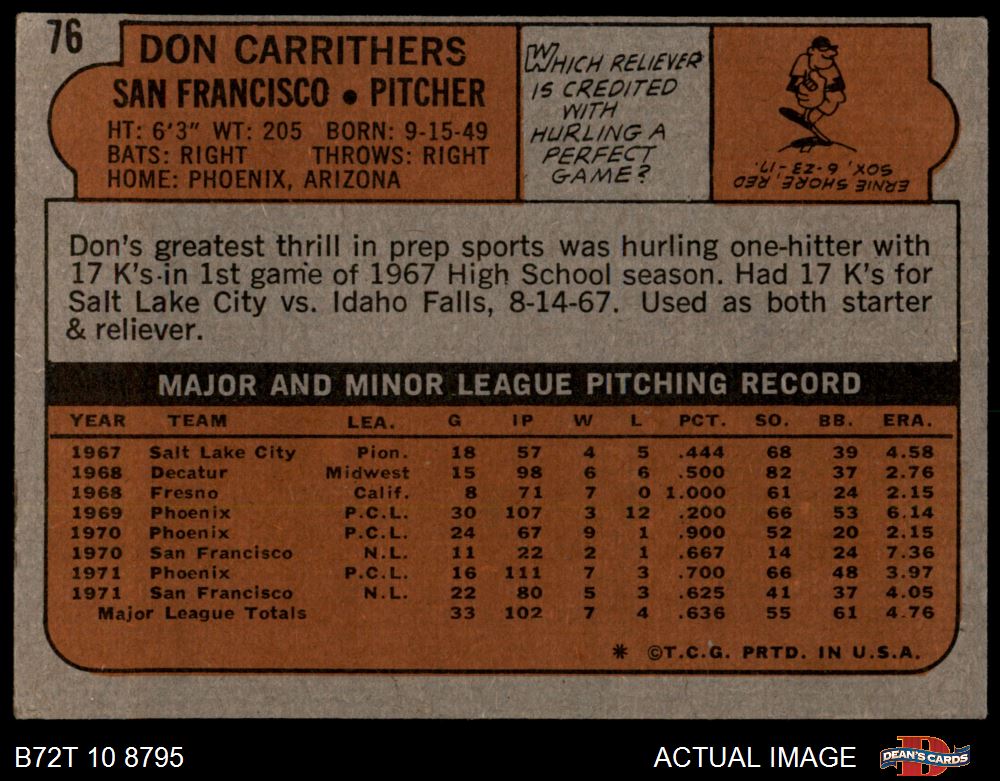 76
DON CARRITHERS
SAN FRANCISCO • PITCHER
HT: 6'3" WT: 205 BORN: 9-15-49
BATS: RIGHT THROWS: RIGHT
HOME: PHOENIX, ARIZONA
WHICH RELIEVER
IS CREDITED
WITH
HURLING A
PERFECT
GAME?
ERNIE SHORE, RED
SOX, 6-23-'17.
Don's greatest thrill in prep sports was hurling one-hitter with
17 K's in 1st game of 1967 High School season. Had 17 K's for
Salt Lake City vs. Idaho Falls, 8-14-67. Used as both starter
& reliever.
MAJOR AND MINOR LEAGUE PITCHING RECORD
YEAR TEAM LEA. G IP W L PCT. SO. BB. ERA.
1967 Salt Lake City Pion. 18 57 4 5 .444 68 39 4.58
1968 Decatur Midwest 15 98 6 6 .500 82 37 2.76
1968 Fresno Calif. 8 71 7 0 1.000 61 24 2.15
1969 Phoenix P.C.L. 30 107 3 12 .200 66 53 6.14
1970 Phoenix P.C.L. 24 67 9 1 .900 52 20 2.15
1970 San Francisco N.L. 11 22 2 1 .667 14 24 7.36
1971 Phoenix P.C.L. 16 111 7 3 .700 66 48 3.97
1971 San Francisco N.L. 22 80 5 3 .625 41 37 4.05
Major League Totals 33 102 7 4 .636 55 61 4.76
* ©T.C.G. PRTD. IN U.S.A.
B72T 10 8795
ACTUAL IMAGE
D
DEAN'S CARDS